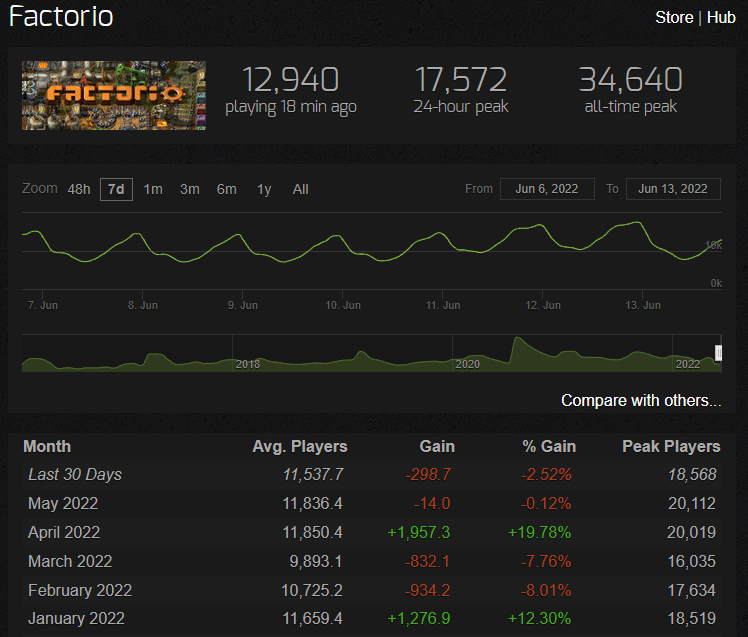 Factorio
Store | Hub
FACTORIO
12,940 17,572 34,640
playing 18 min ago 24-hour peak all-time peak
Zoom 48h 7d 1m 3m 6m 1y All From Jun 6, 2022 To Jun 13, 2022
10k
0k
7. Jun 8. Jun 9. Jun 10. Jun 11. Jun 12. Jun 13. Jun
2018 2020 2022
Compare with others...
Month Avg. Players Gain % Gain Peak Players
Last 30 Days 11,537.7 -298.7 -2.52% 18,568
May 2022 11,836.4 -14.0 -0.12% 20,112
April 2022 11,850.4 +1,957.3 +19.78% 20,019
March 2022 9,893.1 -832.1 -7.76% 16,035
February 2022 10,725.2 -934.2 -8.01% 17,634
January 2022 11,659.4 +1,276.9 +12.30% 18,519